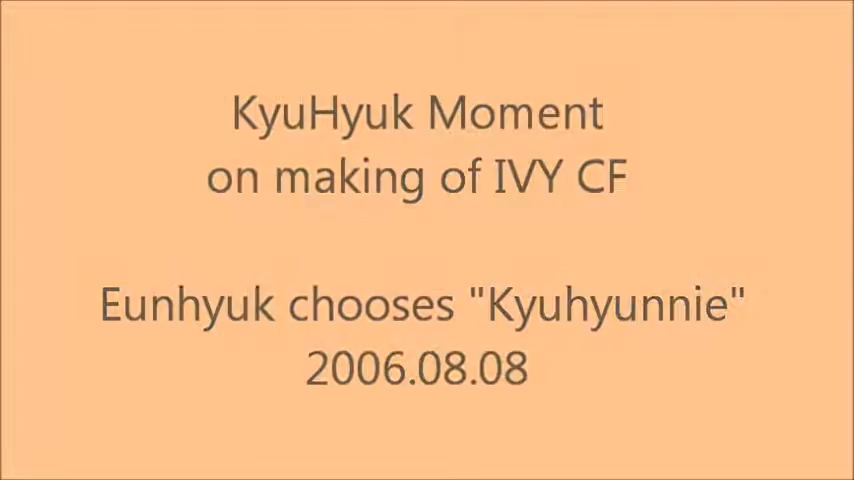 KyuHyuk Moment
on making of IVY CF
Eunhyuk chooses "Kyuhyunnie"
2006.08.08